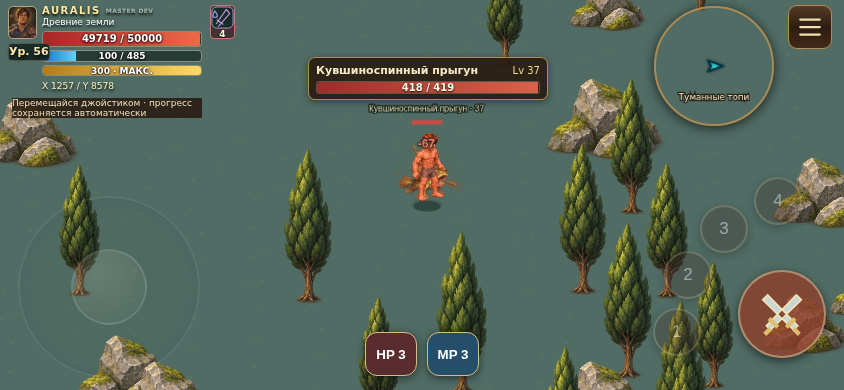 AURALIS MASTER DEV
Древние земли
49719 / 50000
Ур. 56
100 / 485
300 · МАКС.
X 1257 / Y 8578
Перемещайся джойстиком · прогресс
сохраняется автоматически
4
Кувшиноспинный прыгун Lv 37
418 / 419
Кувшиноспинный прыгун · 37
-67
Туманные топи
4
3
2
1
HP 3
MP 3